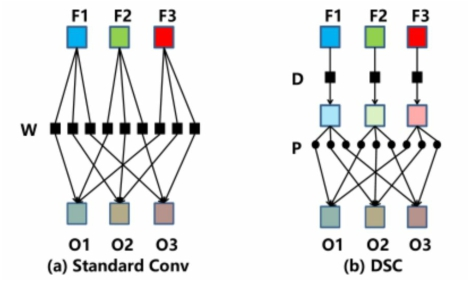 F1 F2 F3 F1 F2 F3
D
W P
O1 O2 O3 O1 O2 O3
(a) Standard Conv (b) DSC